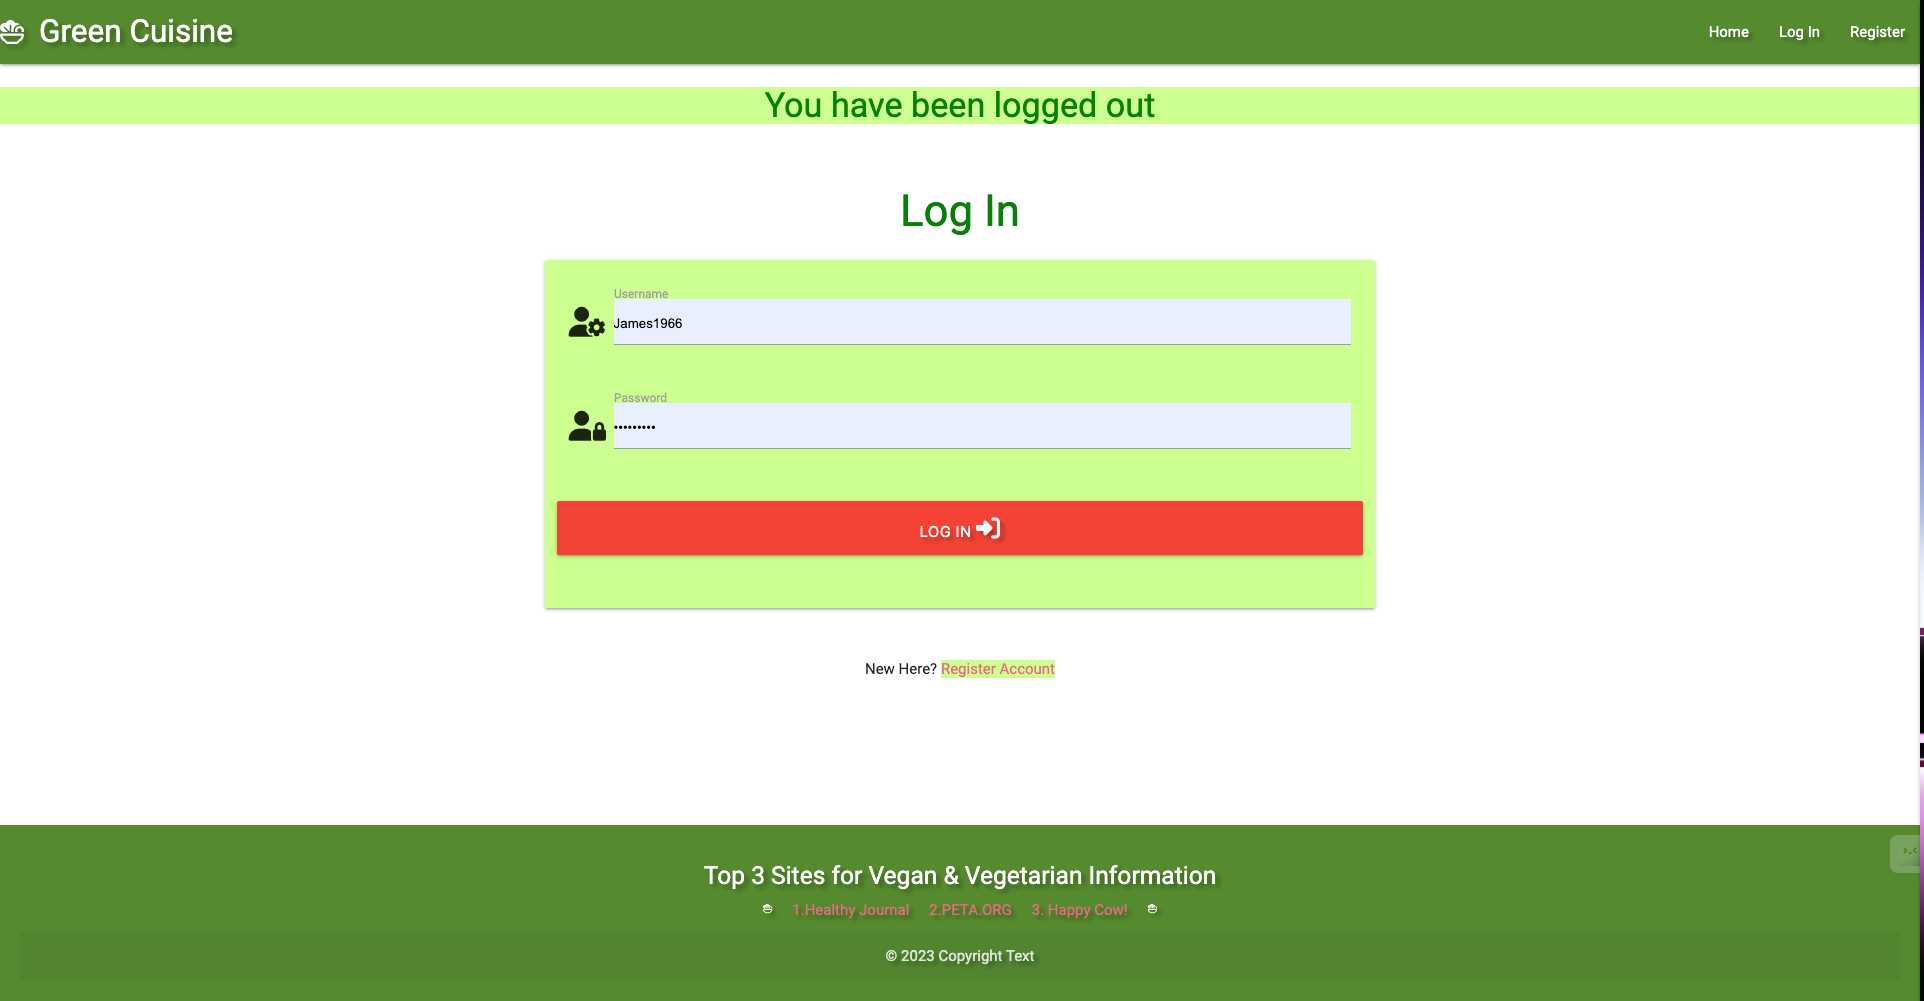 Green Cuisine
Home Log In Register
You have been logged out
Log In
Username
James1966
Password
•••••••••
LOG IN
New Here? Register Account
Top 3 Sites for Vegan & Vegetarian Information
1.Healthy Journal 2.PETA.ORG 3. Happy Cow!
© 2023 Copyright Text